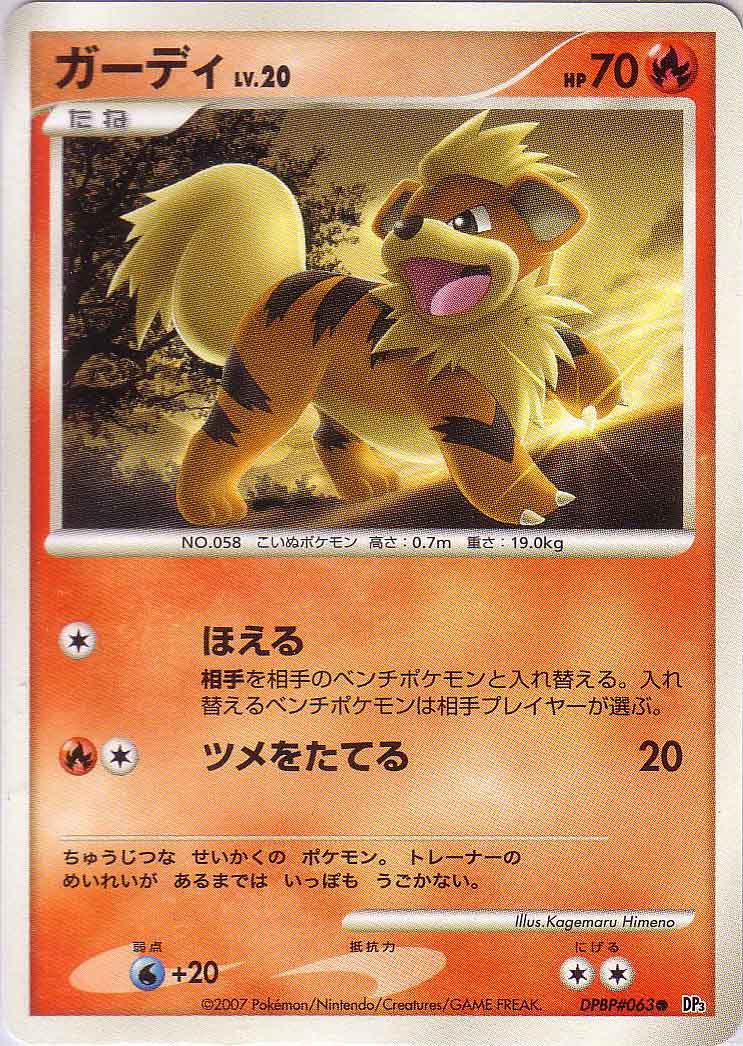 ガーディ LV.20 HP70
たね
NO.058 こいぬポケモン 高さ：0.7m 重さ：19.0kg
ほえる
相手を相手のベンチポケモンと入れ替える。入れ
替えるベンチポケモンは相手プレイヤーが選ぶ。
ツメをたてる 20
ちゅうじつな せいかくの ポケモン。 トレーナーの
めいれいが あるまでは いっぽも うごかない。
Illus.Kagemaru Himeno
弱点 抵抗力 にげる
+20
©2007 Pokémon/Nintendo/Creatures/GAME FREAK. DPBP#063 DP3